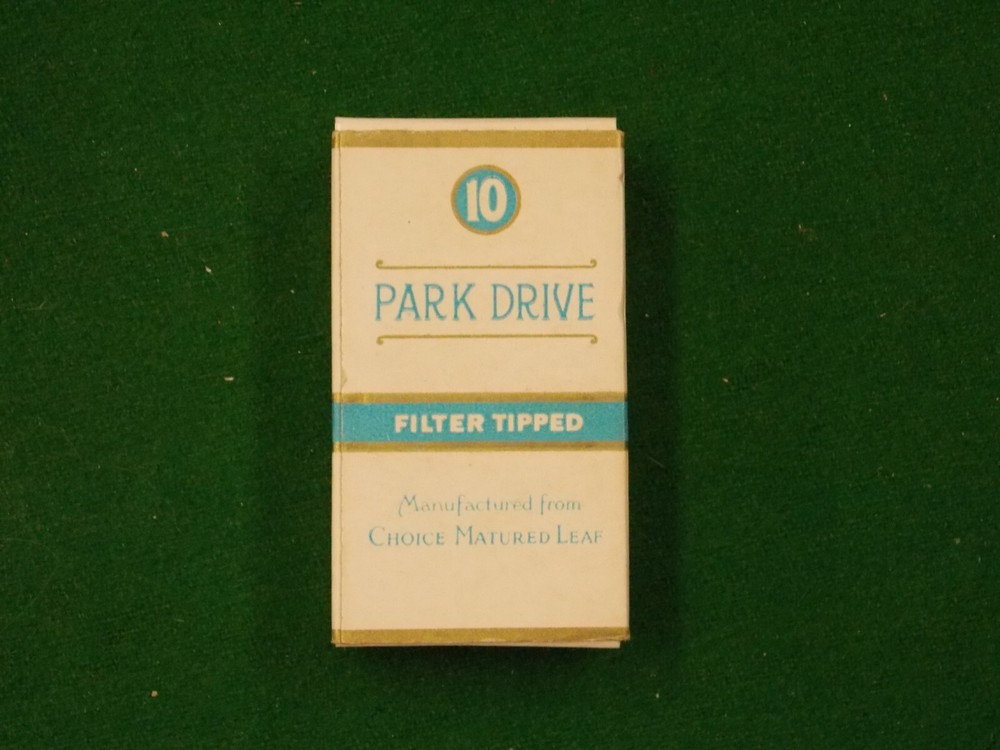 10
PARK DRIVE
FILTER TIPPED
Manufactured from
CHOICE MATURED LEAF